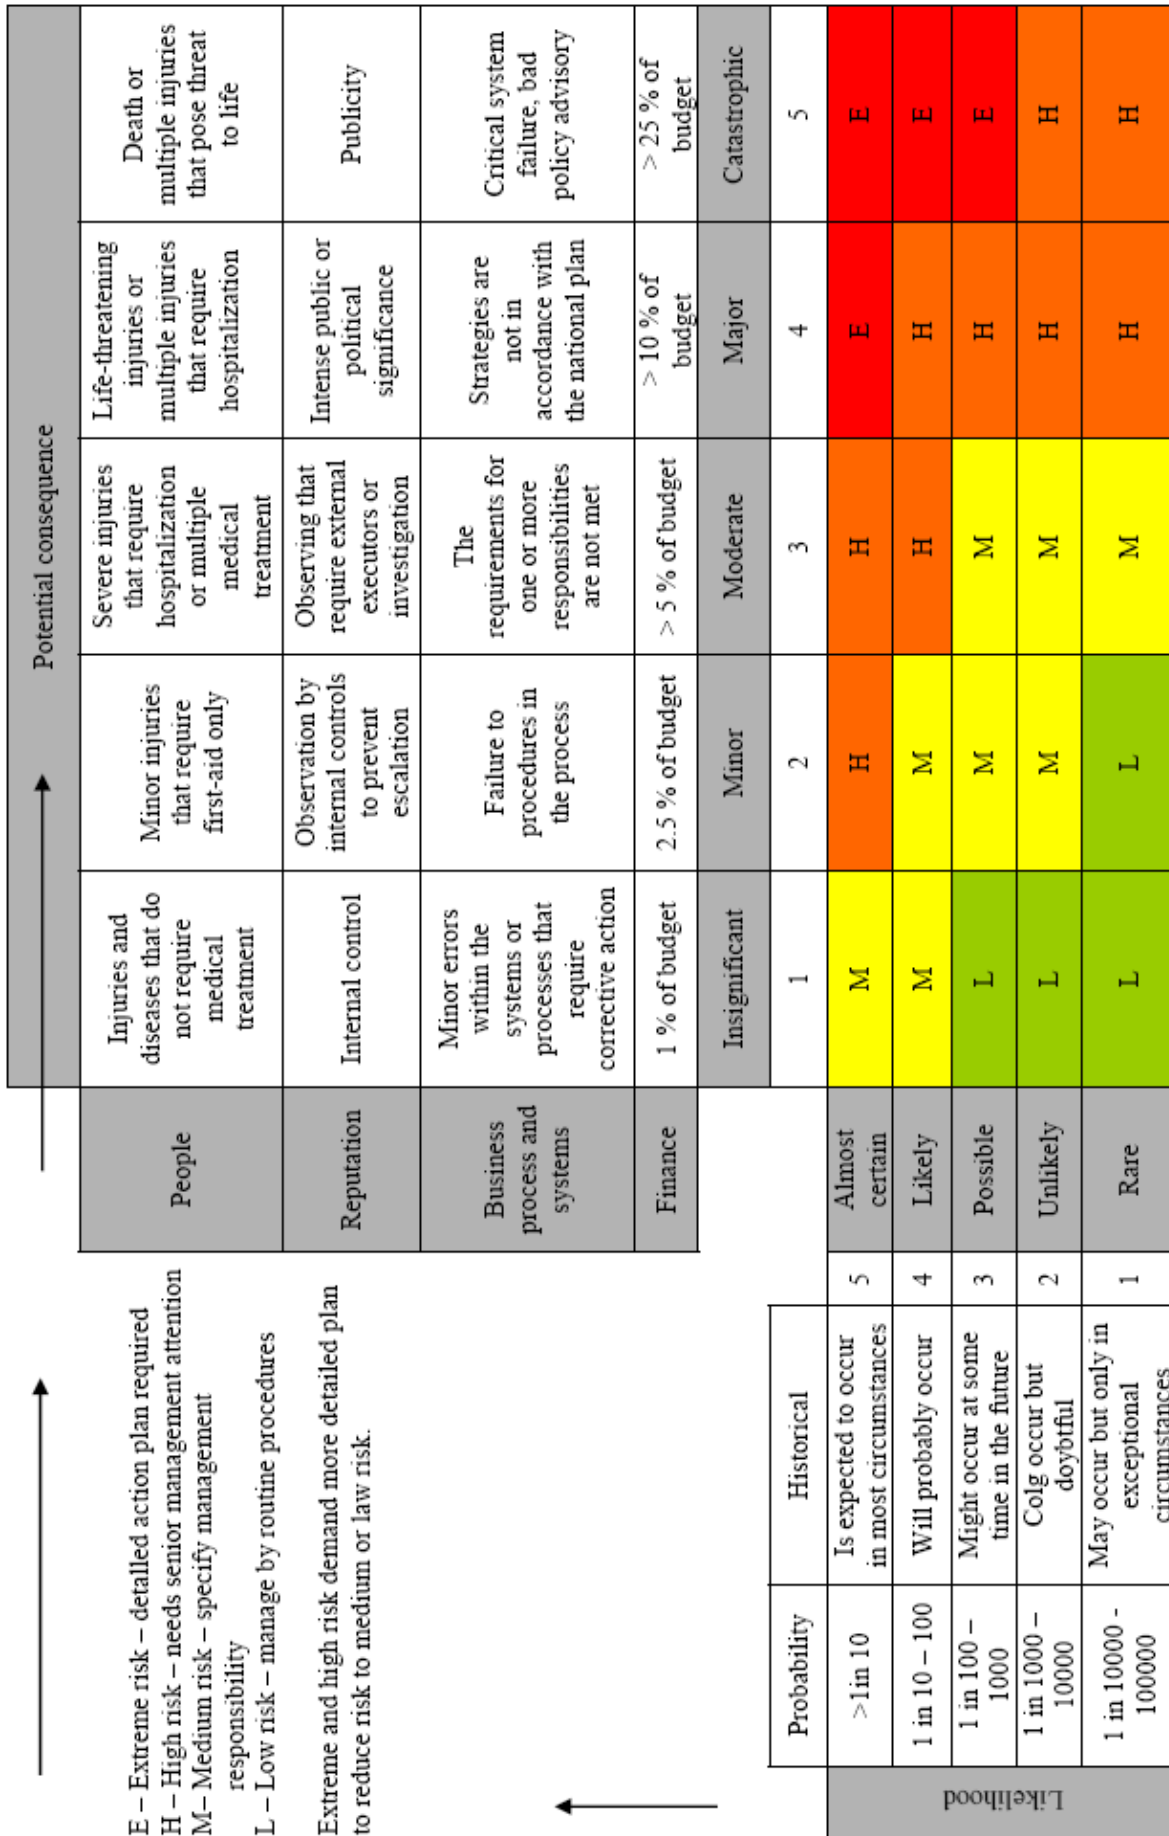 E – Extreme risk – detailed action plan required
H – High risk – needs senior management attention
M– Medium risk – specify management
responsibility
L – Low risk – manage by routine procedures
Extreme and high risk demand more detailed plan
to reduce risk to medium or law risk.
Potential consequence
People
Injuries and
diseases that do
not require
medical
treatment
Minor injuries
that require
first-aid only
Severe injuries
that require
hospitalization
or multiple
medical
treatment
Life-threatening
injuries or
multiple injuries
that require
hospitalization
Death or
multiple injuries
that pose threat
to life
Reputation
Internal control
Observation by
internal controls
to prevent
escalation
Observing that
require external
executors or
investigation
Intense public or
political
significance
Publicity
Business
process and
systems
Minor errors
within the
systems or
processes that
require
corrective action
Failure to
procedures in
the process
The
requirements for
one or more
responsibilities
are not met
Strategies are
not in
accordance with
the national plan
Critical system
failure, bad
policy advisory
Finance
1 % of budget
2.5 % of budget
> 5 % of budget
> 10 % of
budget
> 25 % of
budget
Insignificant
Minor
Moderate
Major
Catastrophic
Probability
Historical
1
2
3
4
5
Likelihood
>1in 10
Is expected to occur
in most circumstances
5
Almost
certain
M
H
H
E
E
1 in 10 – 100
Will probably occur
4
Likely
M
M
H
H
E
1 in 100 –
1000
Might occur at some
time in the future
3
Possible
L
M
M
H
E
1 in 1000 –
10000
Colg occur but
doybtful
2
Unlikely
L
M
M
H
H
1 in 10000 -
100000
May occur but only in
exceptional
circumstances
1
Rare
L
L
M
H
H